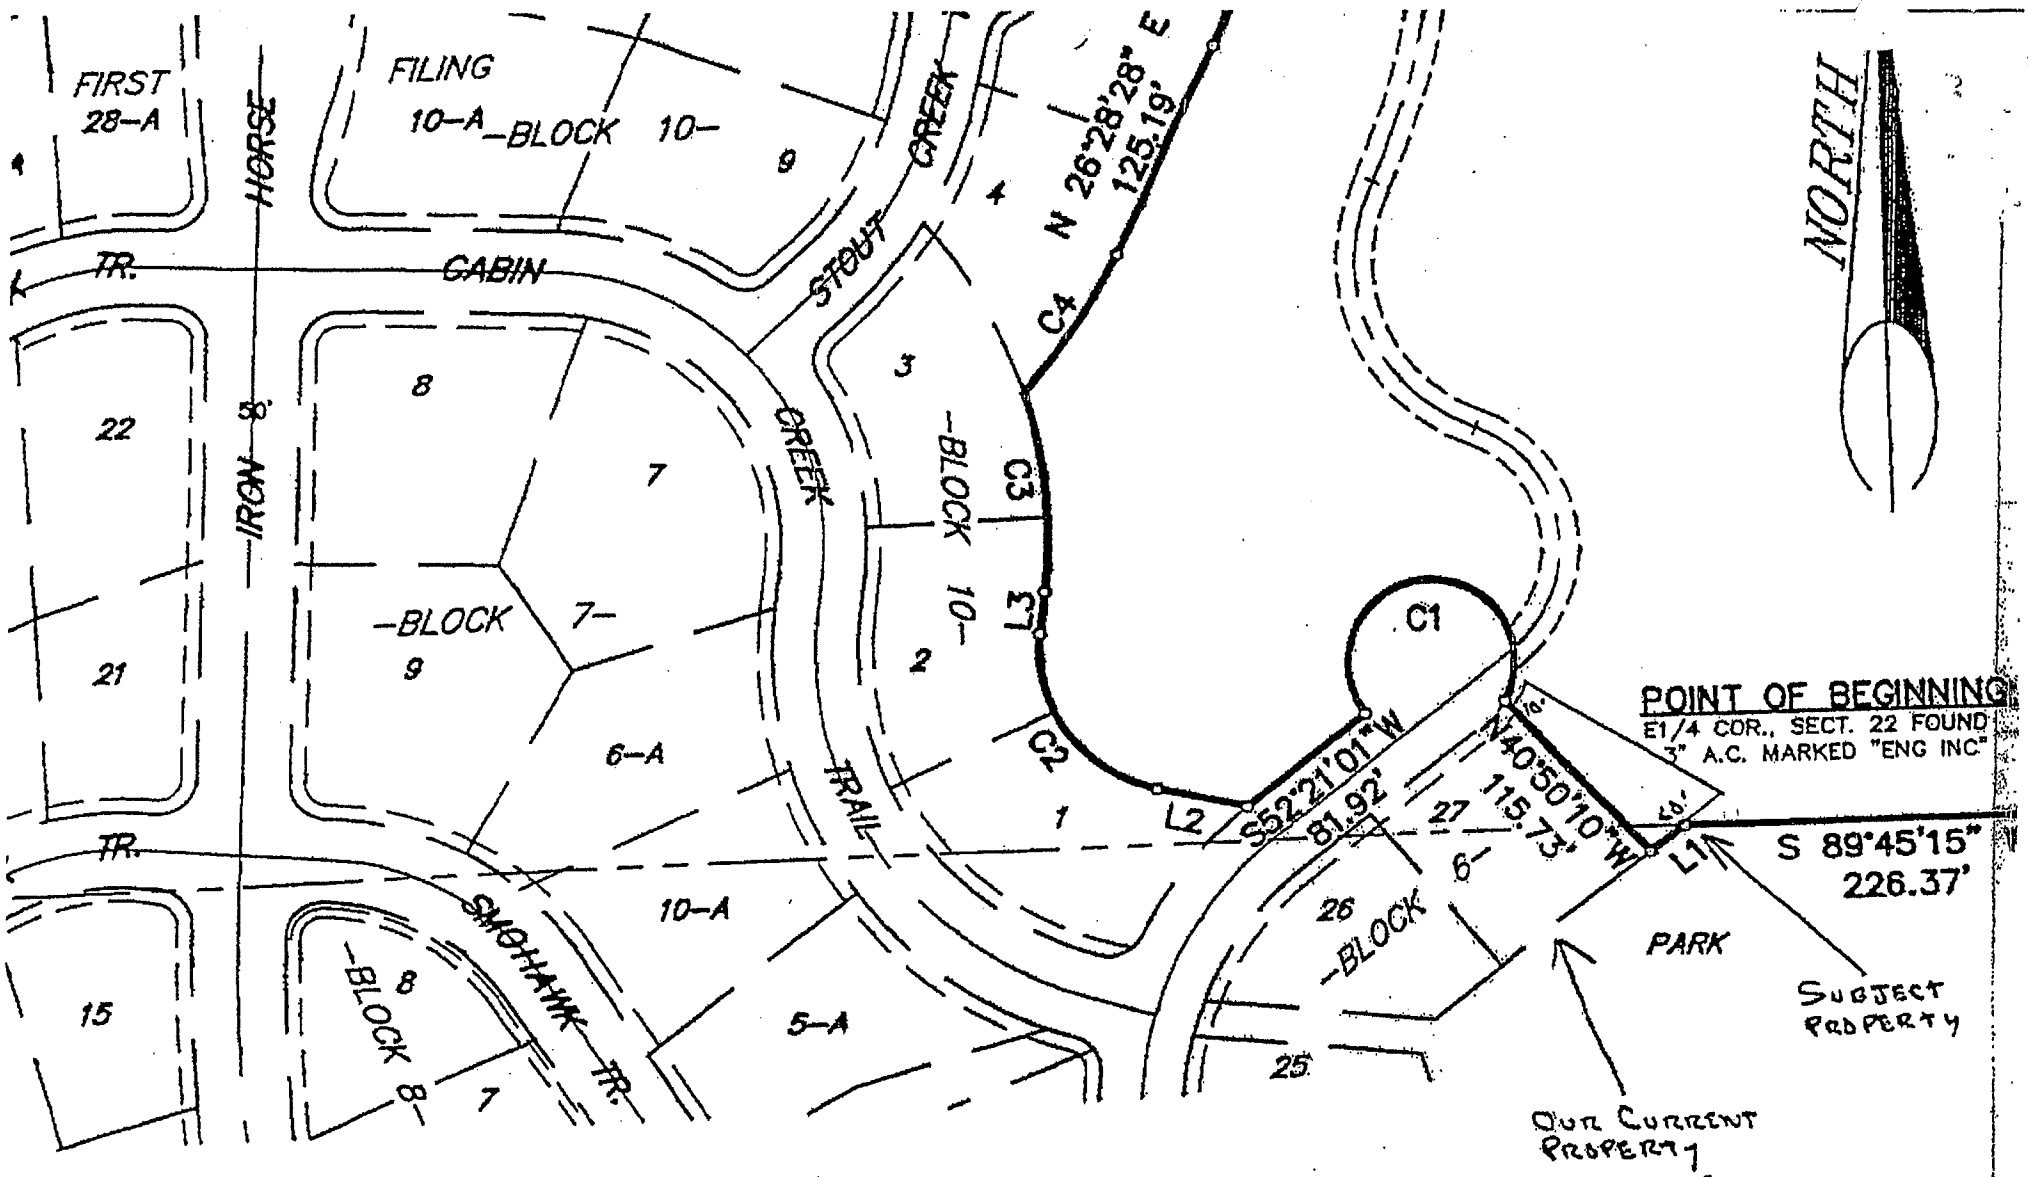 FIRST
28-A
FILING
10-A
-BLOCK 10-
9
4
HORSE
CREEK
4
N 26°28'28" E
125.19'
NORTH
TR.
CABIN
STOUT
C4
8
3
22
50'
IRON
7
CREEK
-BLOCK 10-
C3
-BLOCK 7-
9
L3
C1
21
2
6-A
C2
POINT OF BEGINNING
E1/4 COR., SECT. 22 FOUND
3" A.C. MARKED "ENG INC"
10'
S52°21'01" W
81.92'
N40°50'10" W
115.73'
TRAIL
1
L2
27
20'
L1
S 89°45'15"
226.37'
TR.
10-A
26
-BLOCK 6-
PARK
SMOHAWK TR.
8
-BLOCK 8-
15
5-A
7
25
SUBJECT
PROPERTY
OUR CURRENT
PROPERTY